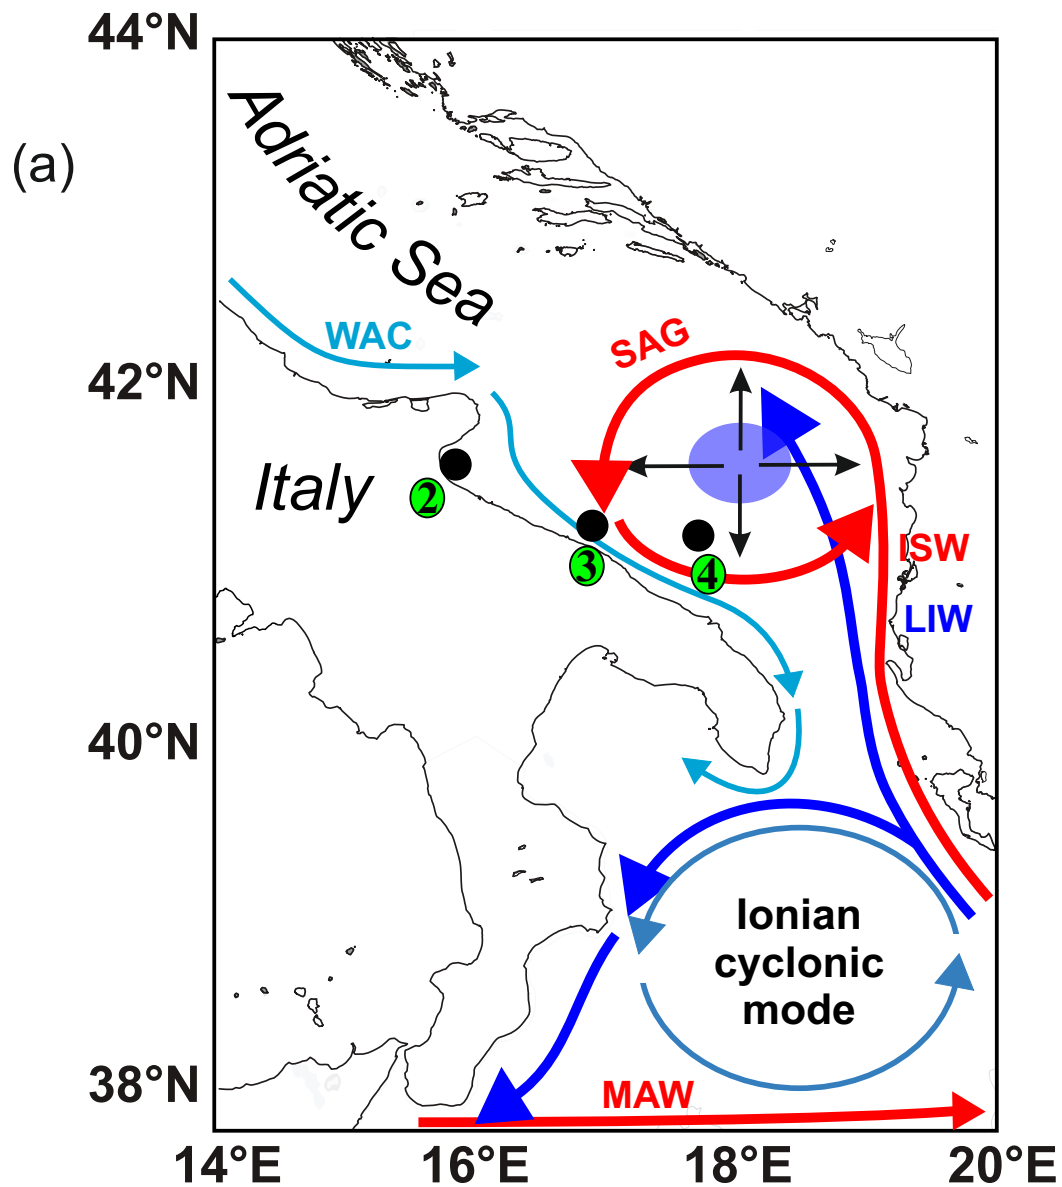 44°N
(a)
Adriatic Sea
WAC
SAG
42°N
Italy
2
3
4
ISW
LIW
40°N
Ionian
cyclonic
mode
38°N
MAW
14°E
16°E
18°E
20°E